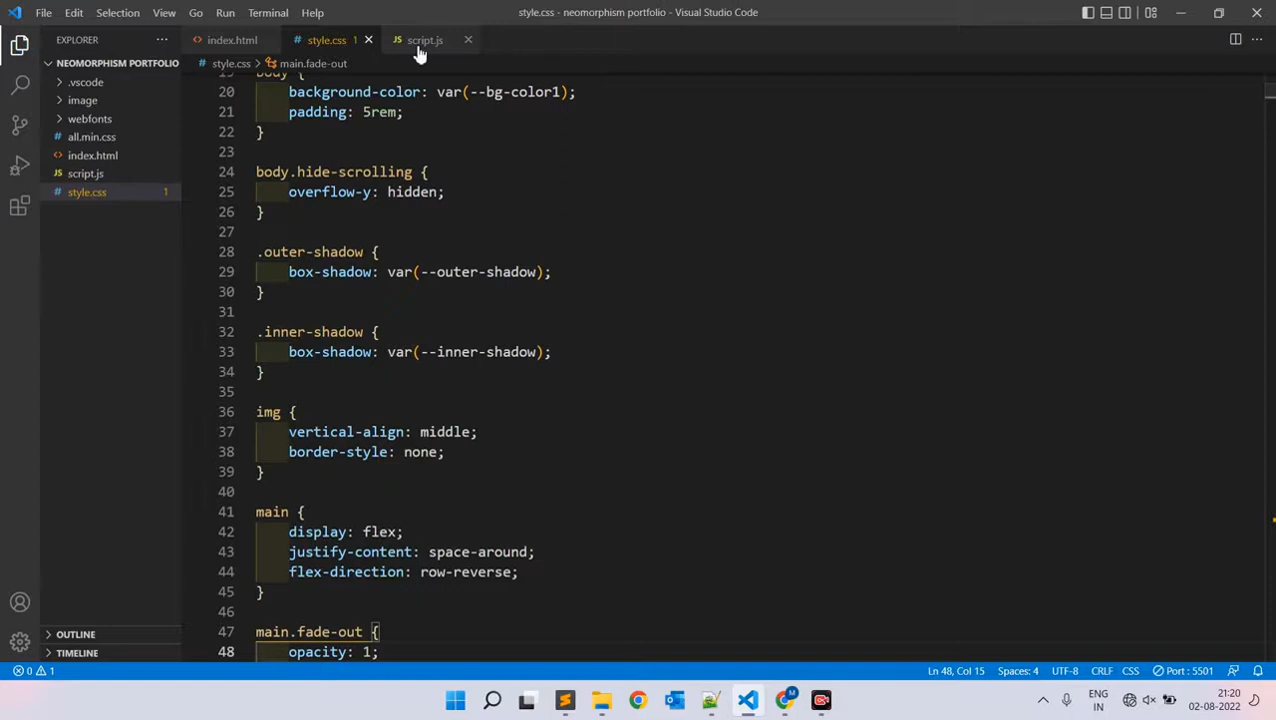 File Edit Selection View Go Run Terminal Help
style.css - neomorphism portfolio - Visual Studio Code
EXPLORER
index.html
style.css 1
script.js
NEOMORPHISM PORTFOLIO
style.css > main.fade-out
.vscode
image
webfonts
all.min.css
index.html
script.js
style.css 1
19 body {
20 background-color: var(--bg-color1);
21 padding: 5rem;
22 }
23
24 body.hide-scrolling {
25 overflow-y: hidden;
26 }
27
28 .outer-shadow {
29 box-shadow: var(--outer-shadow);
30 }
31
32 .inner-shadow {
33 box-shadow: var(--inner-shadow);
34 }
35
36 img {
37 vertical-align: middle;
38 border-style: none;
39 }
40
41 main {
42 display: flex;
43 justify-content: space-around;
44 flex-direction: row-reverse;
45 }
46
47 main.fade-out {
48 opacity: 1;
OUTLINE
TIMELINE
0 1 Ln 48, Col 15 Spaces: 4 UTF-8 CRLF CSS Port : 5501
ENG
IN
21:20
02-08-2022